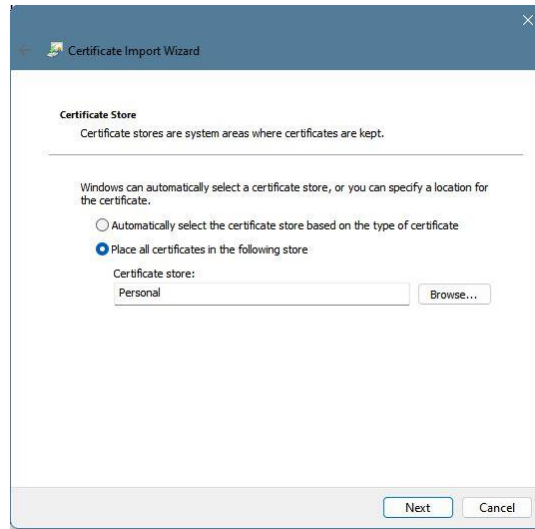 Certificate Import Wizard
Certificate Store
Certificate stores are system areas where certificates are kept.
Windows can automatically select a certificate store, or you can specify a location for
the certificate.
Automatically select the certificate store based on the type of certificate
Place all certificates in the following store
Certificate store:
Personal
Browse...
Next
Cancel